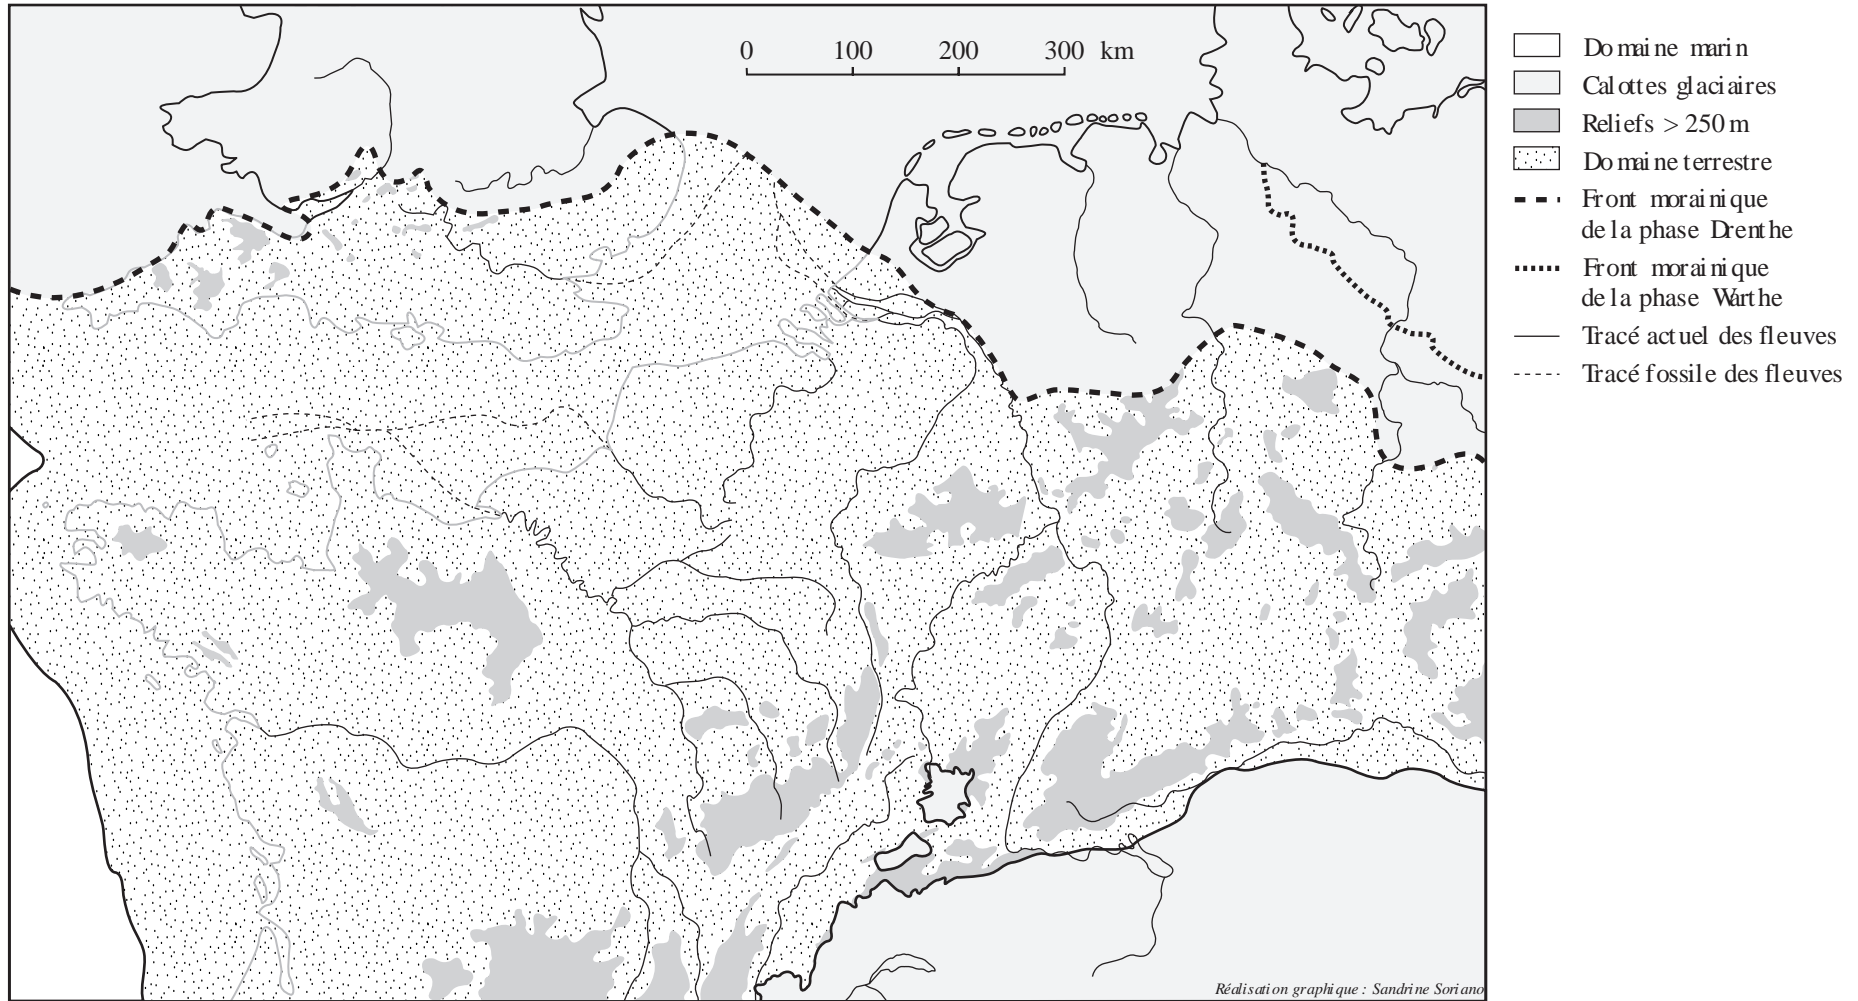 0 100 200 300 km
Domaine marin
Calottes glaciaires
Reliefs > 250 m
Domaine terrestre
Front morainique
de la phase Drenthe
Front morainique
de la phase Warthe
Tracé actuel des fleuves
Tracé fossile des fleuves
Réalisation graphique : Sandrine Soriano